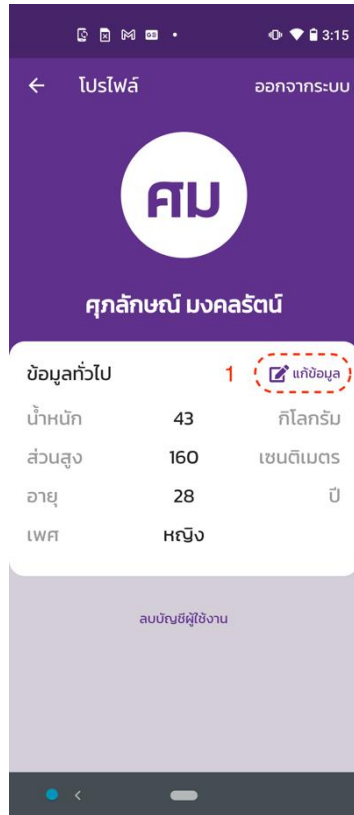 3:15
โปรไฟล์ ออกจากระบบ
ศม
ศุภลักษณ์ มงคลรัตน์
ข้อมูลทั่วไป 1 แก้ข้อมูล
น้ำหนัก 43 กิโลกรัม
ส่วนสูง 160 เซนติเมตร
อายุ 28 ปี
เพศ หญิง
ลบบัญชีผู้ใช้งาน